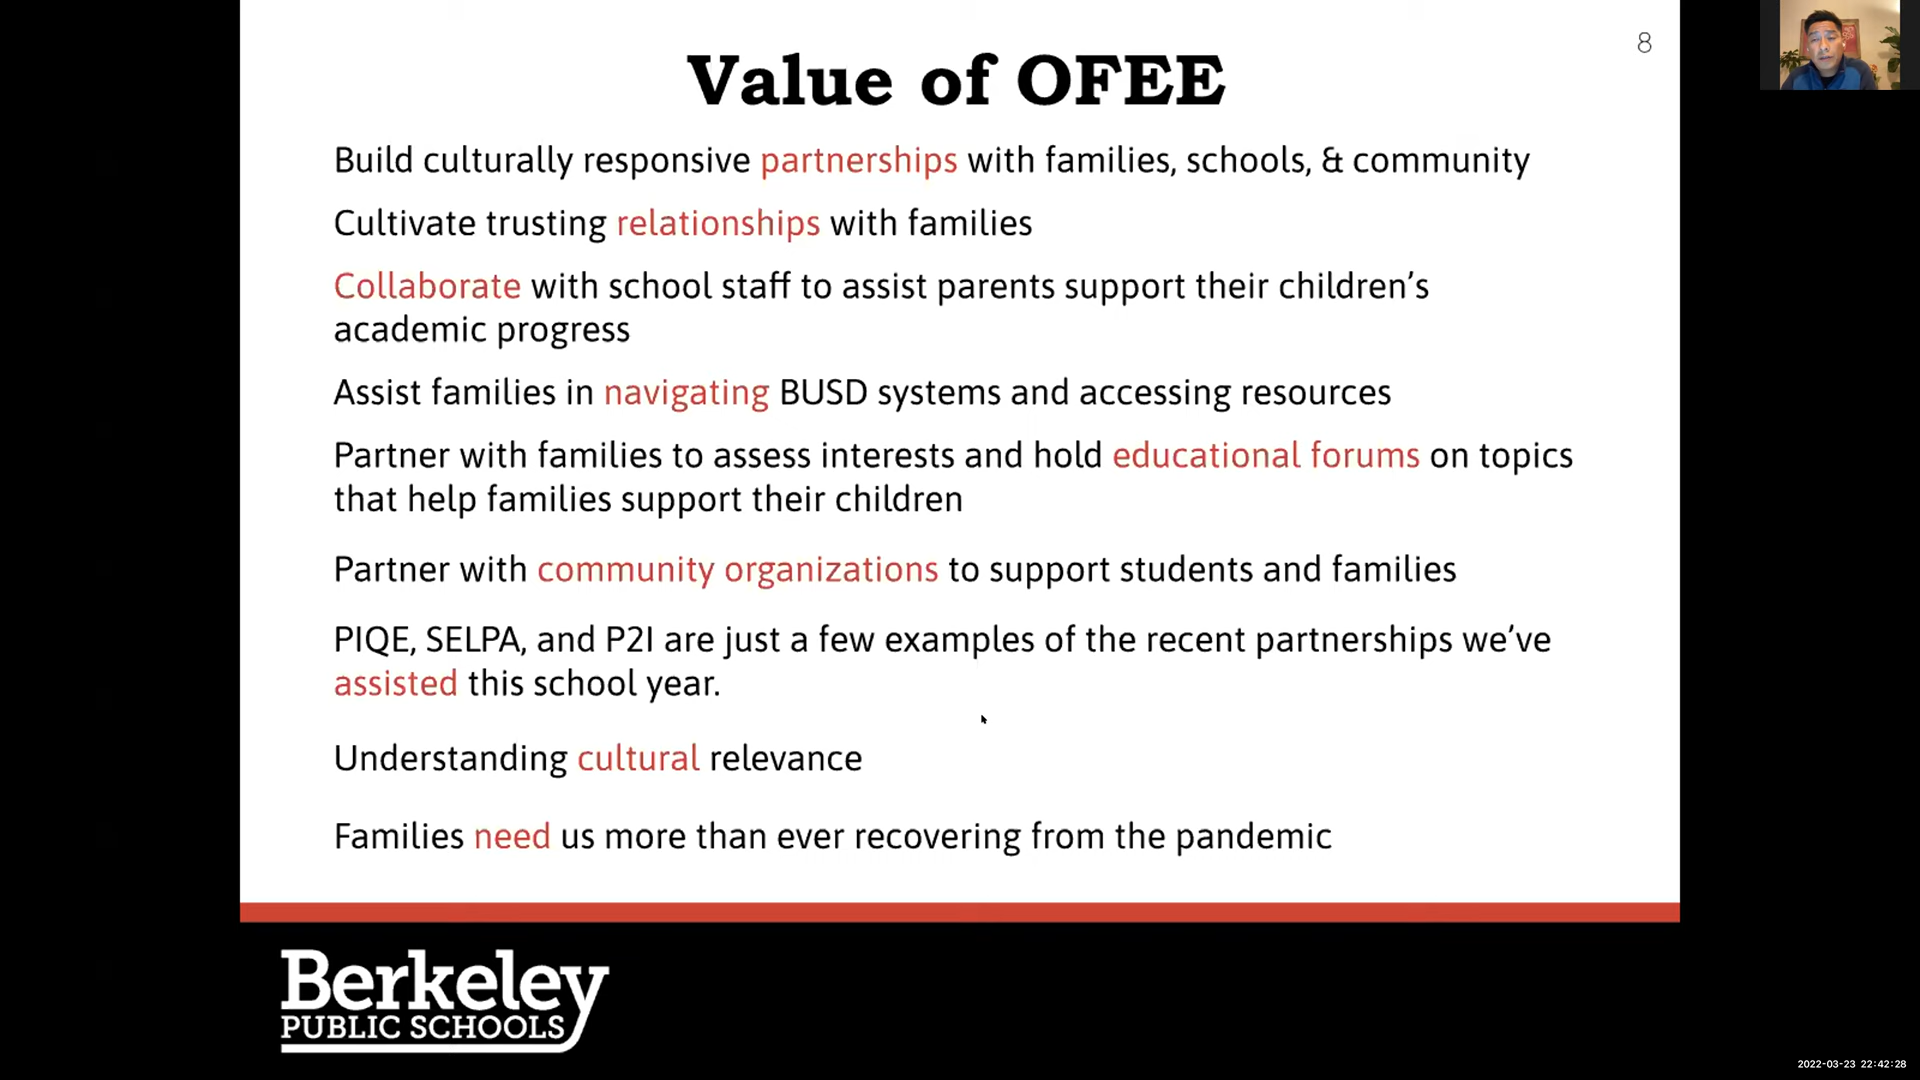 8
Value of OFEE
Build culturally responsive partnerships with families, schools, & community
Cultivate trusting relationships with families
Collaborate with school staff to assist parents support their children’s
academic progress
Assist families in navigating BUSD systems and accessing resources
Partner with families to assess interests and hold educational forums on topics
that help families support their children
Partner with community organizations to support students and families
PIQE, SELPA, and P2I are just a few examples of the recent partnerships we’ve
assisted this school year.
Understanding cultural relevance
Families need us more than ever recovering from the pandemic
Berkeley
PUBLIC SCHOOLS
2022-03-23 22:42:28